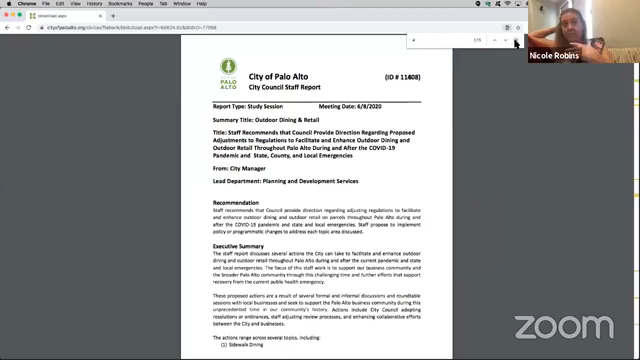 Chrome File Edit View History Bookmarks People Tab Window Help
blobdload.aspx
Nicole Robins
4
1/15
CITY OF
PALO
ALTO
City of Palo Alto
(ID # 11408)
City Council Staff Report
Report Type: Study Session
Meeting Date: 6/8/2020
Summary Title: Outdoor Dining & Retail
Title: Staff Recommends that Council Provide Direction Regarding Proposed
Adjustments to Regulations to Facilitate and Enhance Outdoor Dining and
Outdoor Retail Throughout Palo Alto During and After the COVID-19
Pandemic and State, County, and Local Emergencies
From: City Manager
Lead Department: Planning and Development Services
Recommendation
Staff recommends that Council provide direction regarding adjusting regulations to facilitate
and enhance outdoor dining and outdoor retail on parcels throughout Palo Alto during and
after the COVID-19 pandemic and state and local emergencies. Staff propose to implement
policy or programmatic changes to address each topic area discussed.
Executive Summary
The staff report discusses several actions the City can take to facilitate and enhance outdoor
dining and outdoor retail throughout Palo Alto during and after the current pandemic and state
and local emergencies. The focus of this staff work is to support our business community and
the broader Palo Alto community through this challenging time and further efforts that support
recovery from the current public health emergency.
These proposed actions are a result of several formal and informal discussions and roundtable
sessions with local businesses and seek to support the Palo Alto business community during this
unprecedented time in our community's history. Actions include City Council adopting
resolutions or ordinances, staff adjusting review processes, and enhancing collaborative efforts
between the City and businesses.
The actions range across several topics, including:
(1) Sidewalk Dining
zoom